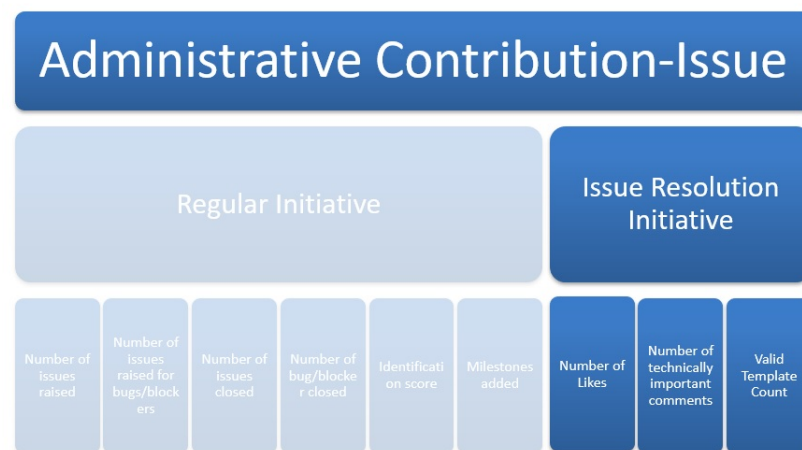 Administrative Contribution-Issue
Regular Initiative
Issue Resolution
Initiative
Number of
issues
raised
Number of
issues
raised for
bugs/block
ers
Number of
issues
closed
Number of
bug/blocke
r closed
Identificati
on score
Milestones
added
Number of
Likes
Number of
technically
important
comments
Valid
Template
Count